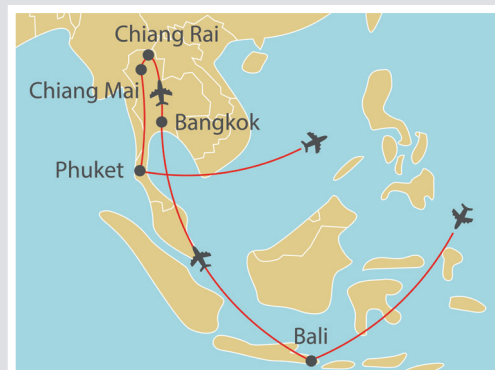 Chiang Rai
Chiang Mai
Bangkok
Phuket
Bali